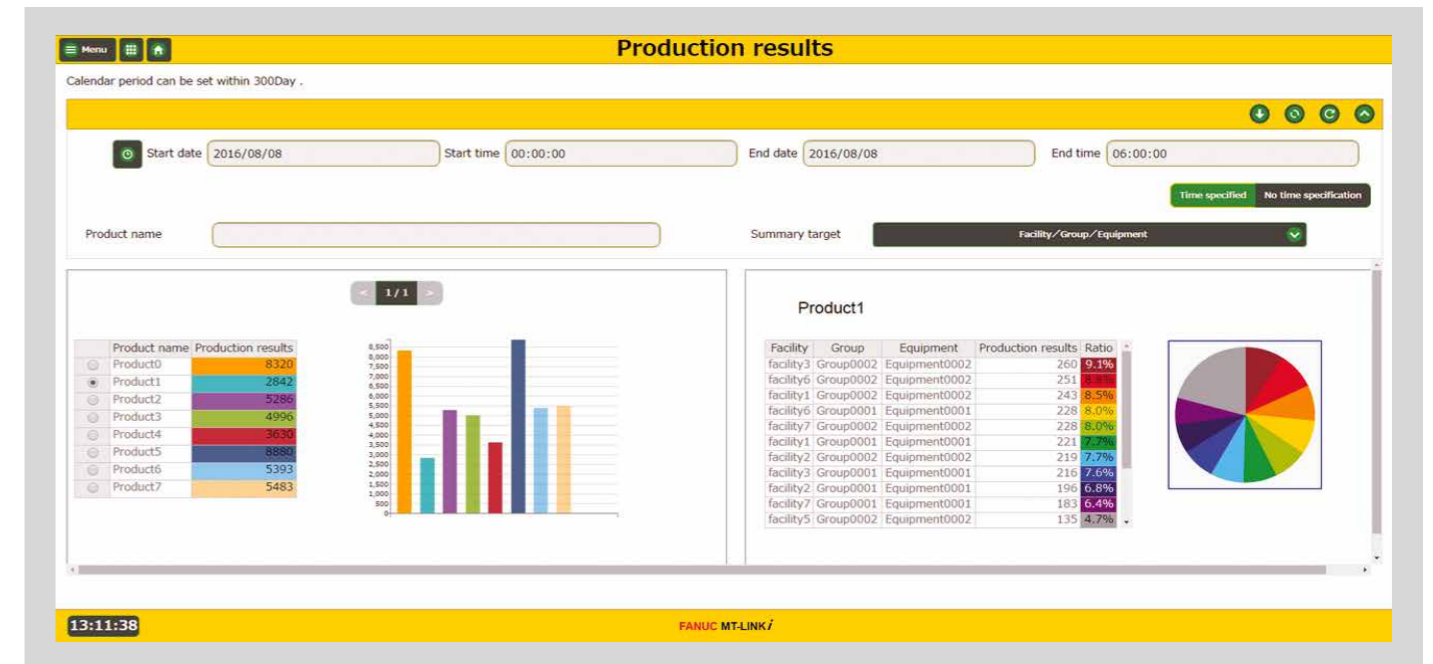 Menu
Production results
Calendar period can be set within 300Day .
Start date 2016/08/08 Start time 00:00:00 End date 2016/08/08 End time 06:00:00
Time specified No time specification
Product name Summary target Facility/Group/Equipment
< 1/1 >
Product name Production results
Product0 8320
Product1 2842
Product2 5286
Product3 4996
Product4 3630
Product5 8880
Product6 5393
Product7 5483
8,500
8,000
7,500
7,000
6,500
6,000
5,500
5,000
4,500
4,000
3,500
3,000
2,500
2,000
1,500
1,000
500
0
Product1
Facility Group Equipment Production results Ratio
facility3 Group0002 Equipment0002 260 9.1%
facility6 Group0002 Equipment0002 251 8.8%
facility1 Group0002 Equipment0002 243 8.5%
facility6 Group0001 Equipment0001 228 8.0%
facility7 Group0002 Equipment0002 228 8.0%
facility1 Group0001 Equipment0001 221 7.7%
facility2 Group0002 Equipment0002 219 7.7%
facility3 Group0001 Equipment0001 216 7.6%
facility2 Group0001 Equipment0001 196 6.8%
facility7 Group0001 Equipment0001 183 6.4%
facility5 Group0002 Equipment0002 135 4.7%
13:11:38
FANUC MT-LINKi